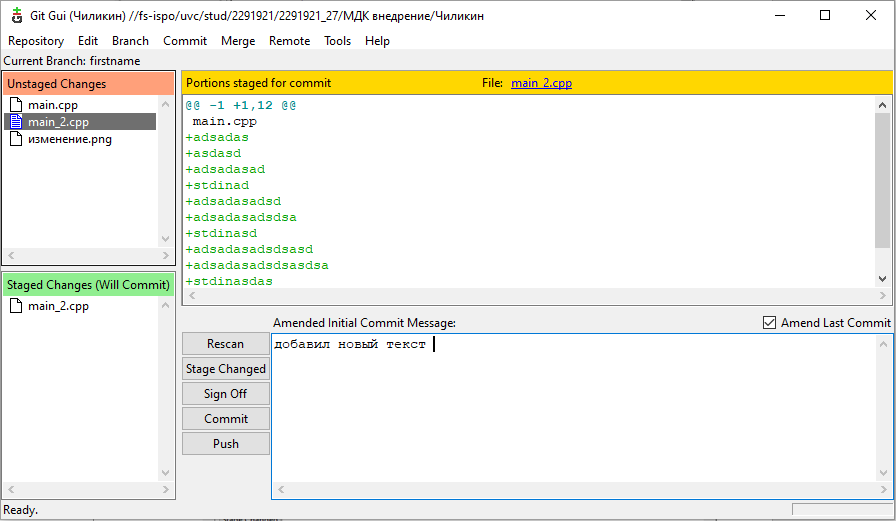 Git Gui (Чиликин) //fs-ispo/uvc/stud/2291921/2291921_27/МДК внедрение/Чиликин
Repository Edit Branch Commit Merge Remote Tools Help
Current Branch: firstname
Unstaged Changes
main.cpp
main_2.cpp
изменение.png
Staged Changes (Will Commit)
main_2.cpp
Portions staged for commit File: main_2.cpp
@@ -1 +1,12 @@
main.cpp
+adsadas
+asdasd
+adsadasad
+stdinad
+adsadasadsd
+adsadasadsdsa
+stdinasd
+adsadasadsdsasd
+adsadasadsdsasdsa
+stdinasdas
Amended Initial Commit Message: Amend Last Commit
Rescan
Stage Changed
Sign Off
Commit
Push
добавил новый текст
Ready.